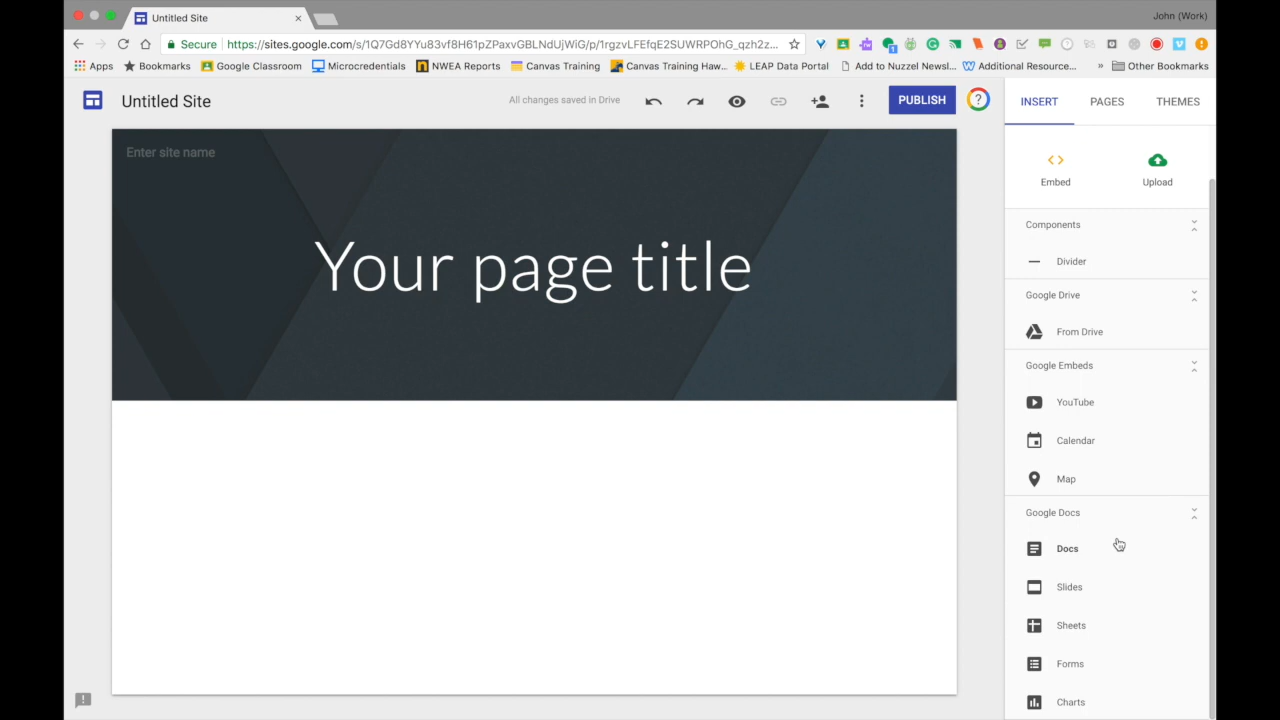 Untitled Site
John (Work)
Secure
https://sites.google.com/s/1Q7Gd8YYu83vf8H61pZPaxvGBLNdUjWiG/p/1rgzvLFEfqE2SUWRPOhG_qzh2z...
Apps
Bookmarks
Google Classroom
Microcredentials
NWEA Reports
Canvas Training
Canvas Training Haw...
LEAP Data Portal
Add to Nuzzel Newsl...
Additional Resource...
»
Other Bookmarks
Untitled Site
All changes saved in Drive
PUBLISH
?
INSERT
PAGES
THEMES
Enter site name
Your page title
Embed
Upload
Components
Divider
Google Drive
From Drive
Google Embeds
YouTube
Calendar
Map
Google Docs
Docs
Slides
Sheets
Forms
Charts